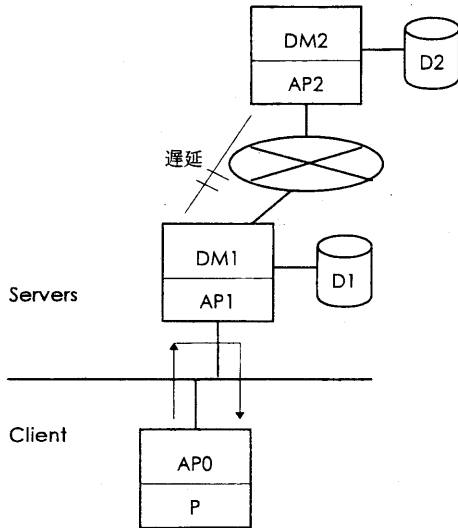 DM2
AP2
D2
遅延
DM1
AP1
D1
Servers
Client
AP0
P